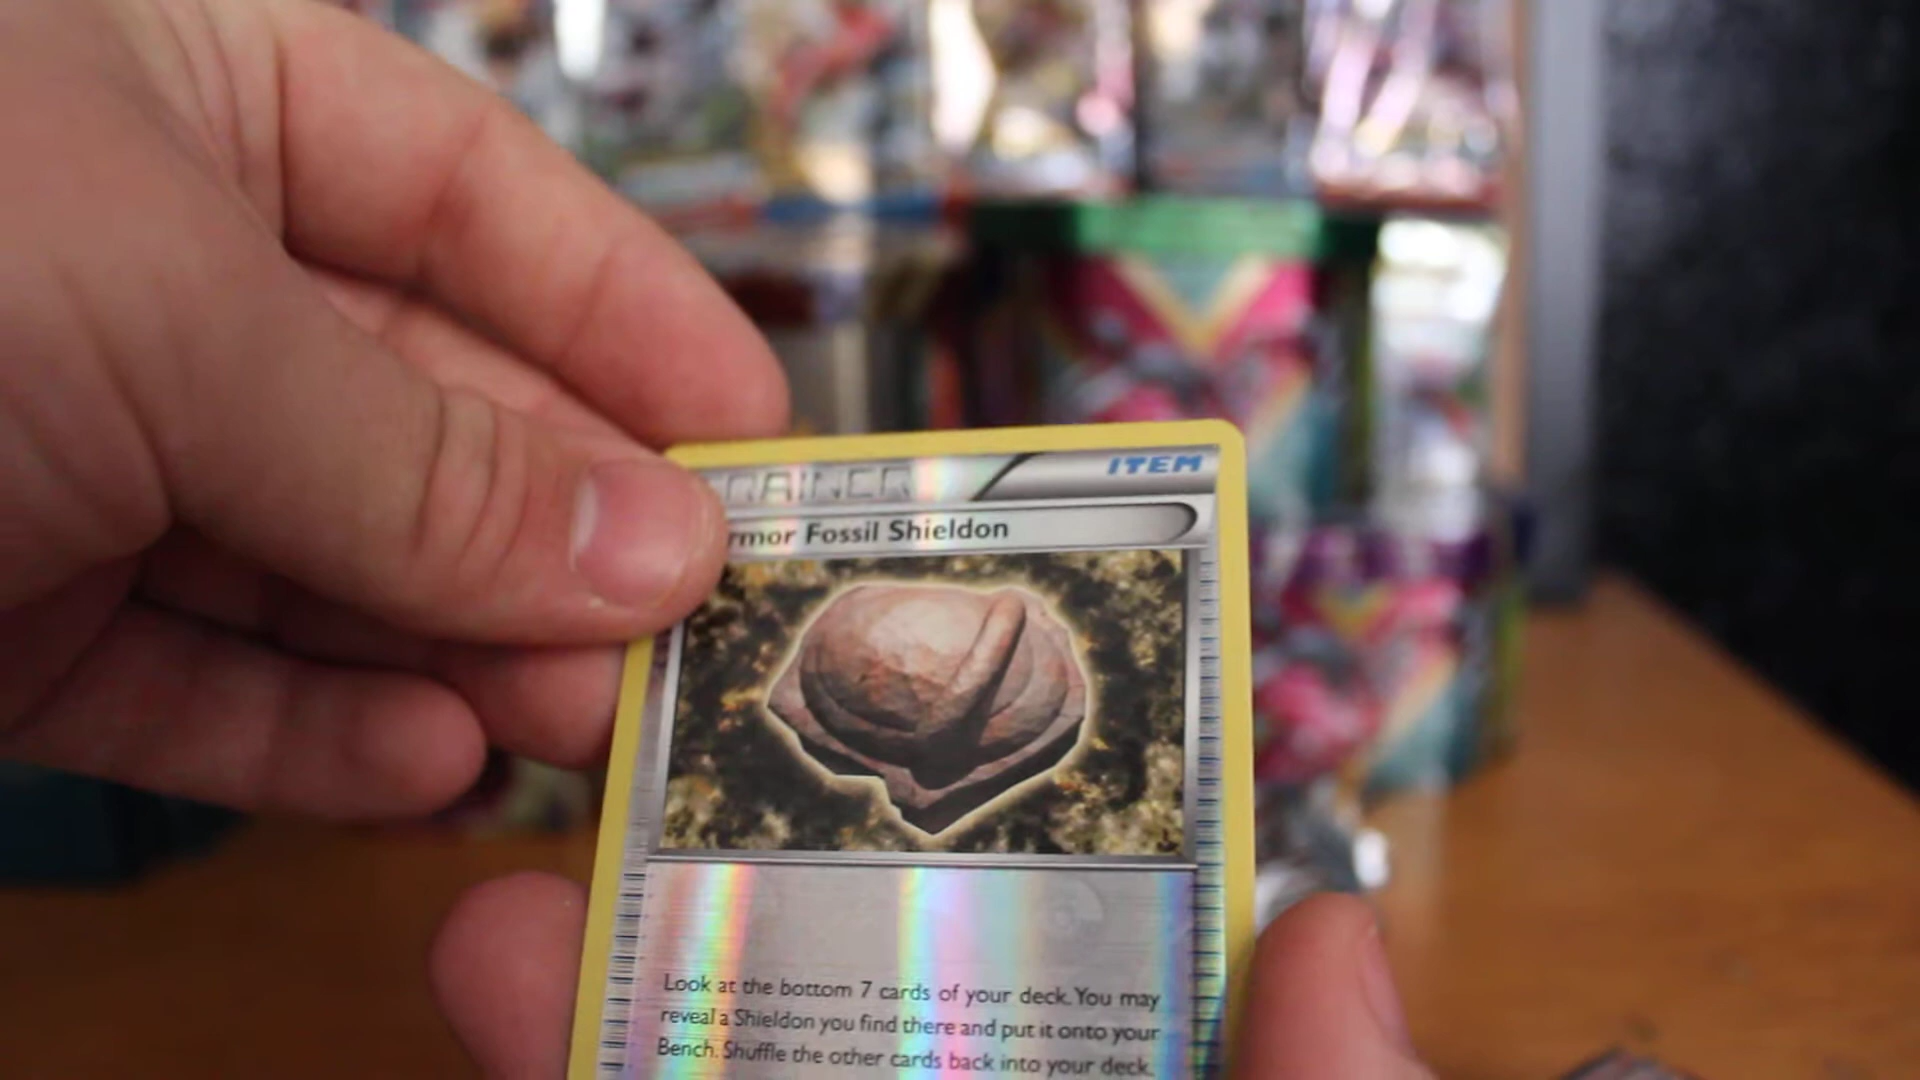 ITEM
TRAINER
rmor Fossil Shieldon
Look at the bottom 7 cards of your deck. You may
reveal a Shieldon you find there and put it onto your
Bench. Shuffle the other cards back into your deck.